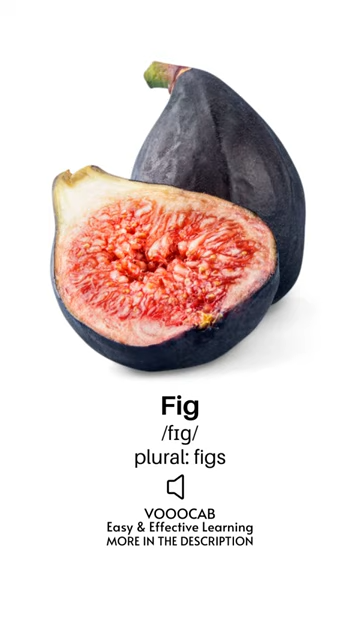 Fig
/fɪg/
plural: figs
VOOOCAB
Easy & Effective Learning
MORE IN THE DESCRIPTION